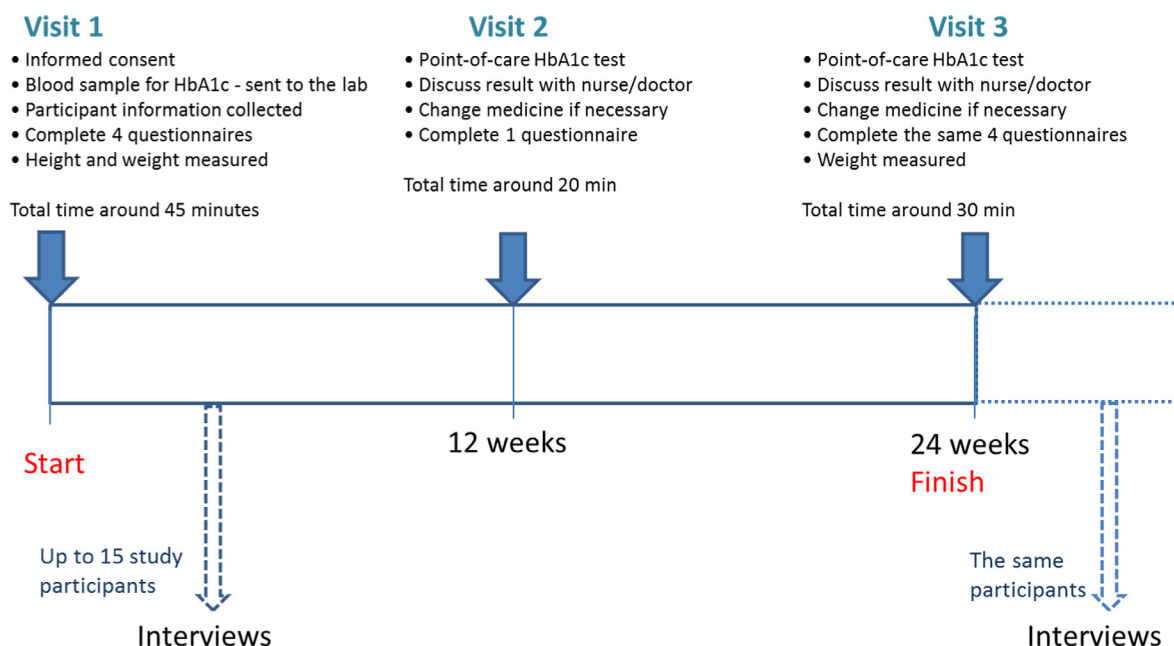 Visit 1
• Informed consent
• Blood sample for HbA1c - sent to the lab
• Participant information collected
• Complete 4 questionnaires
• Height and weight measured
Total time around 45 minutes
Visit 2
• Point-of-care HbA1c test
• Discuss result with nurse/doctor
• Change medicine if necessary
• Complete 1 questionnaire
Total time around 20 min
Visit 3
• Point-of-care HbA1c test
• Discuss result with nurse/doctor
• Change medicine if necessary
• Complete the same 4 questionnaires
• Weight measured
Total time around 30 min
Start
12 weeks
24 weeks
Finish
Up to 15 study
participants
Interviews
The same
participants
Interviews